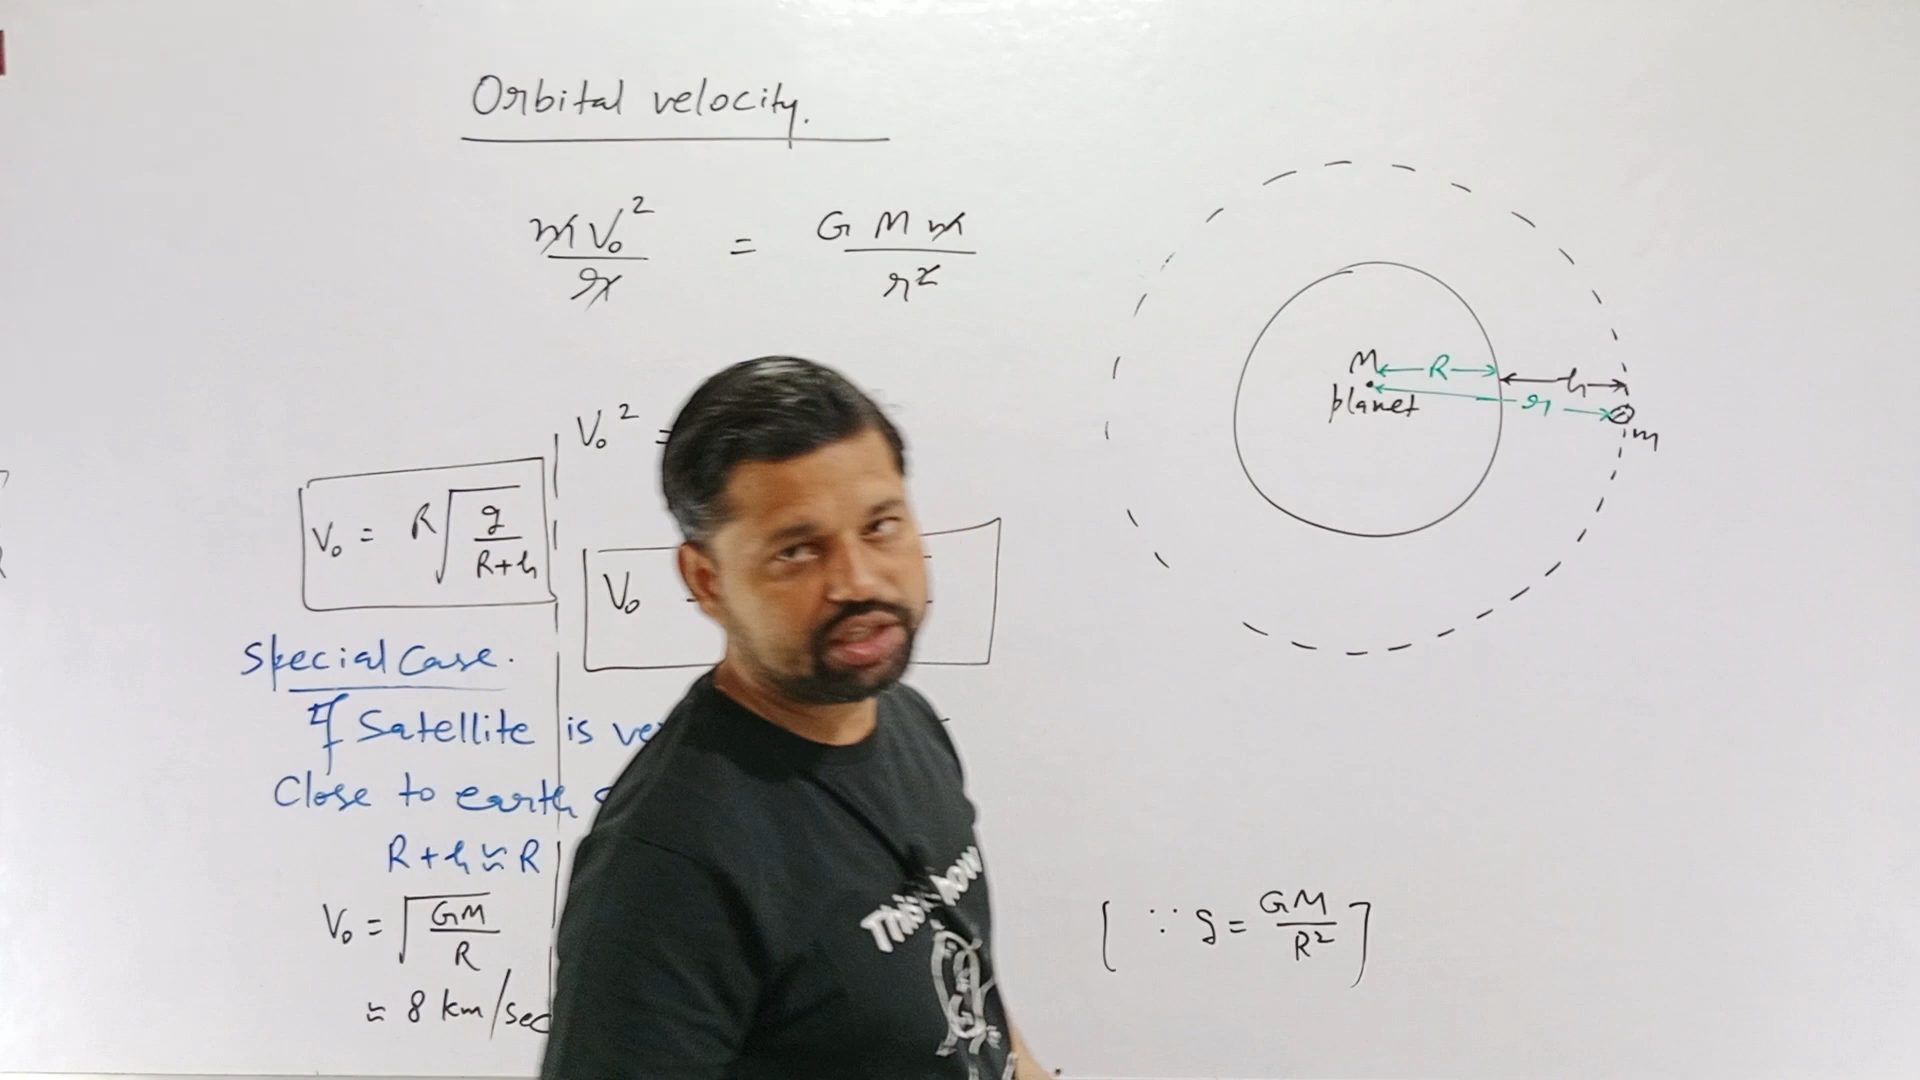 Orbital velocity.
mV₀²/r = GMm/r²
V₀² =
V₀ = R√(g/(R+h))
V₀
Special Case.
If Satellite is
Close to earth
R+h ≈ R
V₀ = √(GM/R)
≈ 8 km/sec
M R h
planet r
m
[∵ g = GM/R²]